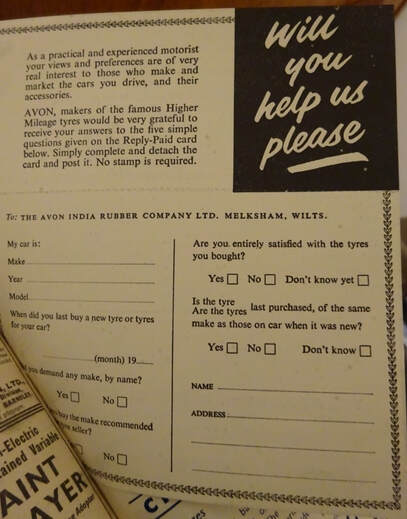 As a practical and experienced motorist
your views and preferences are of very
real interest to those who make and
market the cars you drive, and their
accessories.
AVON, makers of the famous Higher
Mileage tyres would be very grateful to
receive your answers to the five simple
questions given on the Reply-Paid card
below. Simply complete and detach the
card and post it. No stamp is required.
Will
you
help us
please
To: THE AVON INDIA RUBBER COMPANY LTD. MELKSHAM, WILTS.
My car is:
Make
Year
Model
When did you last buy a new tyre or tyres
for your car?
(month) 19
you demand any make, by name?
Yes No
buy the make recommended
seller?
No
Are you entirely satisfied with the tyres
you bought?
Yes No Don't know yet
Is the tyre
Are the tyres last purchased, of the same
make as those on car when it was new?
Yes No Don't know
NAME
ADDRESS
LTD.
-Electric
tained Variable
AINT
AYER